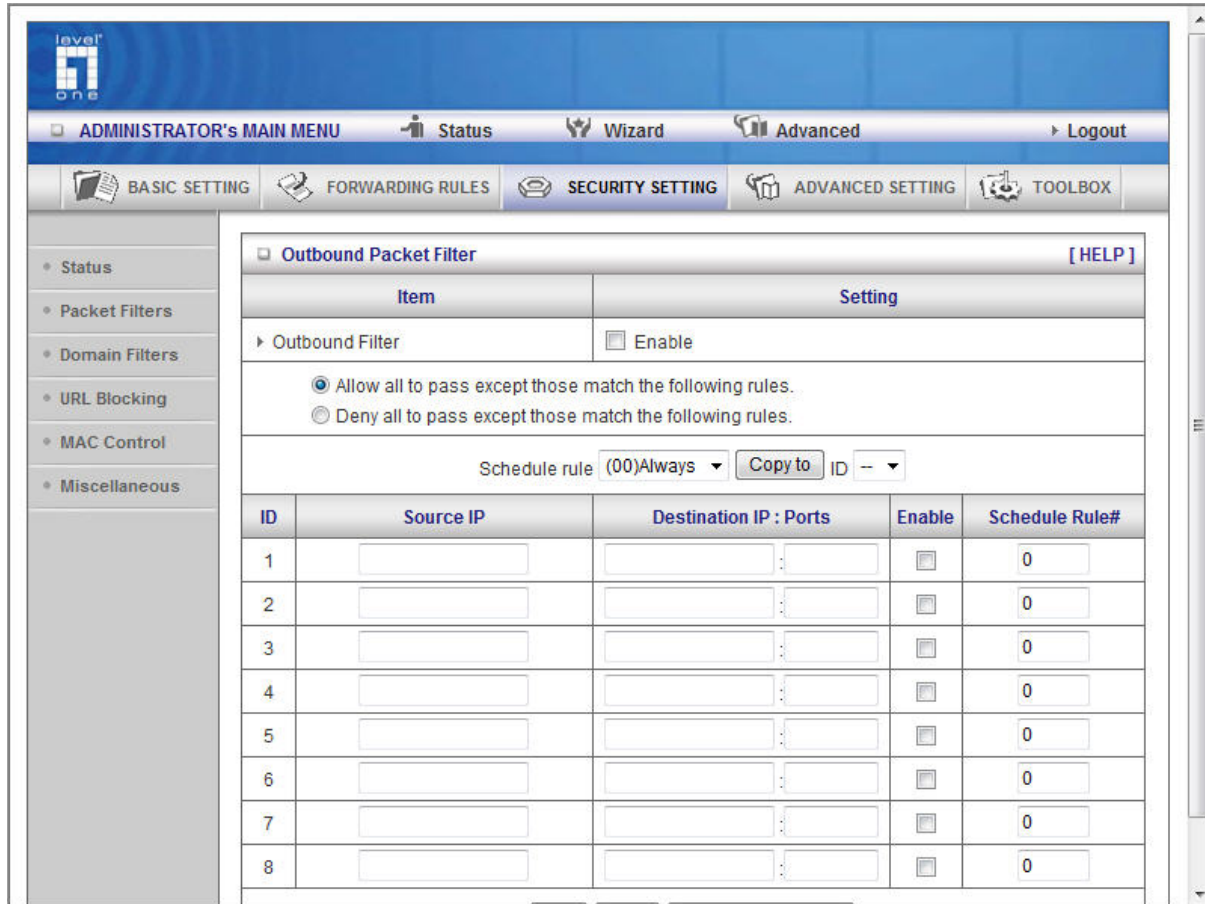 level
one
ADMINISTRATOR's MAIN MENU Status Wizard Advanced Logout
BASIC SETTING FORWARDING RULES SECURITY SETTING ADVANCED SETTING TOOLBOX
Status
Packet Filters
Domain Filters
URL Blocking
MAC Control
Miscellaneous
Outbound Packet Filter [ HELP ]
Item Setting
Outbound Filter Enable
Allow all to pass except those match the following rules.
Deny all to pass except those match the following rules.
Schedule rule (00)Always Copy to ID --
ID Source IP Destination IP : Ports Enable Schedule Rule#
1 : 0
2 : 0
3 : 0
4 : 0
5 : 0
6 : 0
7 : 0
8 : 0